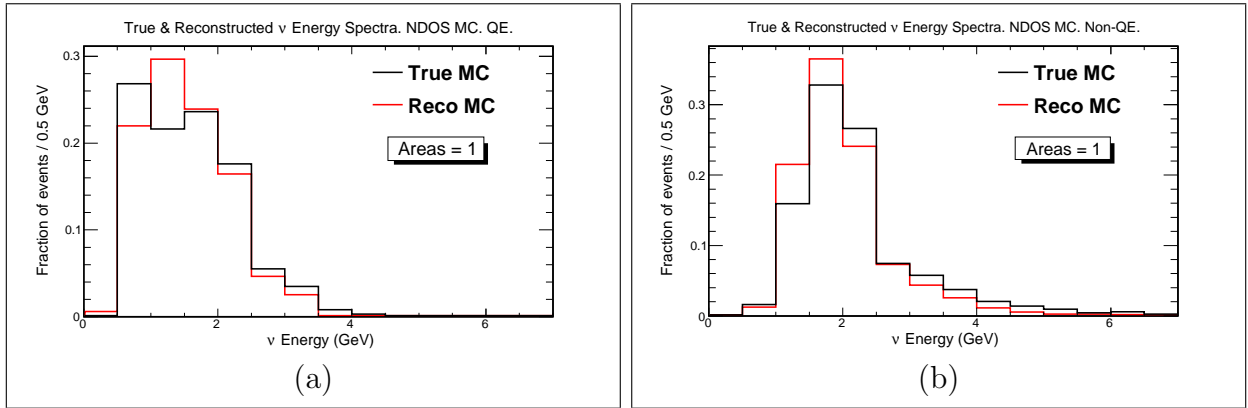 True & Reconstructed ν Energy Spectra. NDOS MC. QE.
Fraction of events / 0.5 GeV
0.3
0.2
0.1
0
True MC
Reco MC
Areas = 1
0 2 4 6
ν Energy (GeV)
(a)
True & Reconstructed ν Energy Spectra. NDOS MC. Non-QE.
Fraction of events / 0.5 GeV
0.3
0.2
0.1
0
True MC
Reco MC
Areas = 1
0 2 4 6
ν Energy (GeV)
(b)